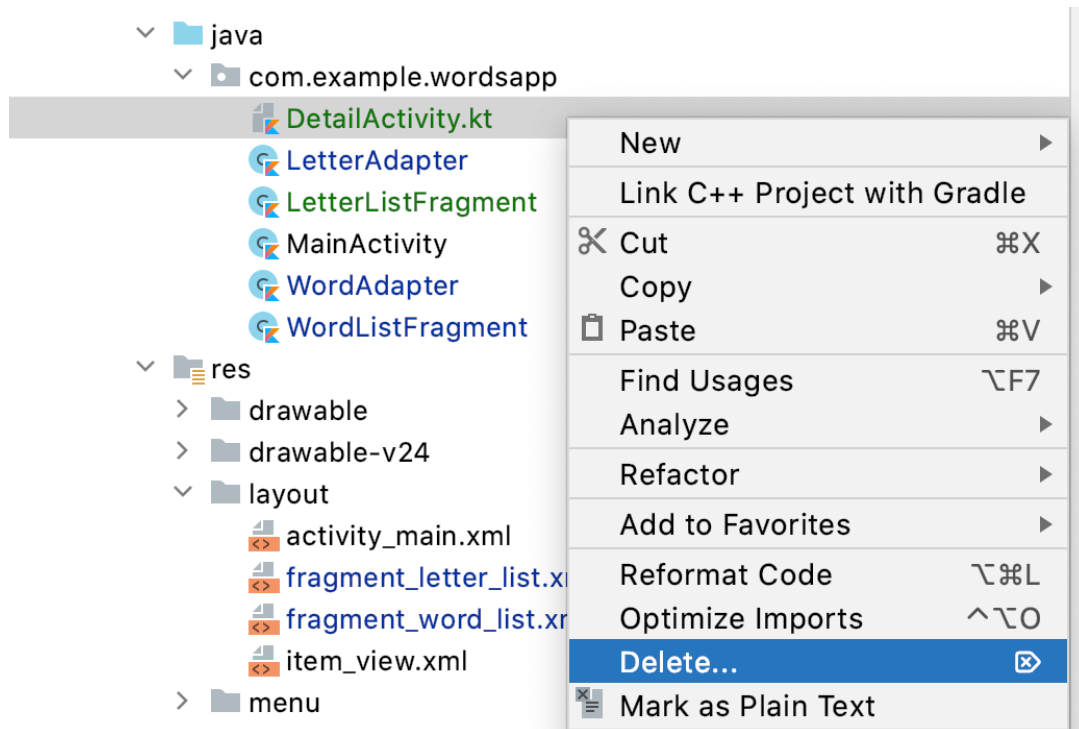 java
com.example.wordsapp
DetailActivity.kt
LetterAdapter
LetterListFragment
MainActivity
WordAdapter
WordListFragment
res
drawable
drawable-v24
layout
activity_main.xml
fragment_letter_list.x
fragment_word_list.x
item_view.xml
menu
New
Link C++ Project with Gradle
Cut ⌘X
Copy
Paste ⌘V
Find Usages ⌥F7
Analyze
Refactor
Add to Favorites
Reformat Code ⌥⌘L
Optimize Imports ^⌥O
Delete... ⌦
Mark as Plain Text